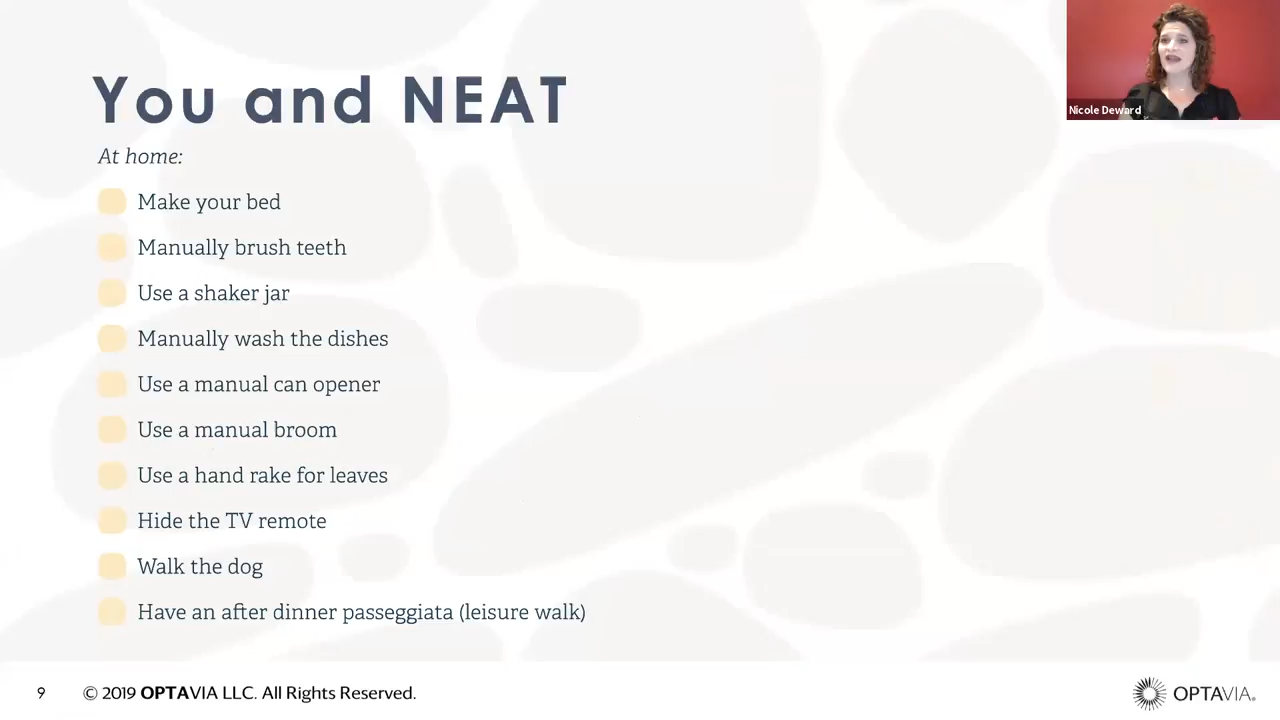 You and NEAT
Nicole Deward
At home:
Make your bed
Manually brush teeth
Use a shaker jar
Manually wash the dishes
Use a manual can opener
Use a manual broom
Use a hand rake for leaves
Hide the TV remote
Walk the dog
Have an after dinner passeggiata (leisure walk)
9 © 2019 OPTAVIA LLC. All Rights Reserved.
OPTAVIA®